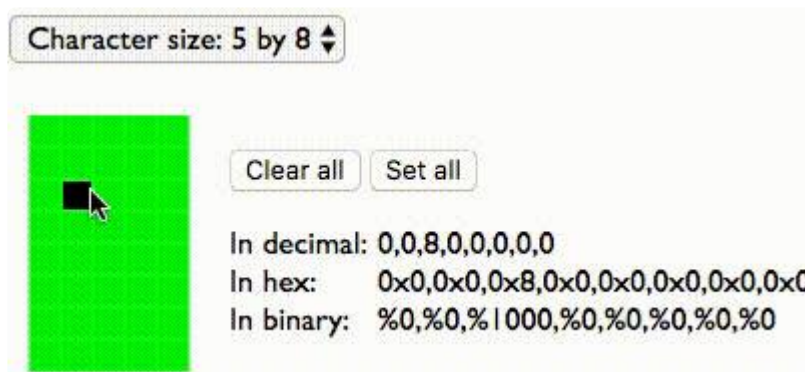 Character size: 5 by 8
Clear all Set all
In decimal: 0,0,8,0,0,0,0,0
In hex: 0x0,0x0,0x8,0x0,0x0,0x0,0x0,0x0
In binary: %0,%0,%1000,%0,%0,%0,%0,%0